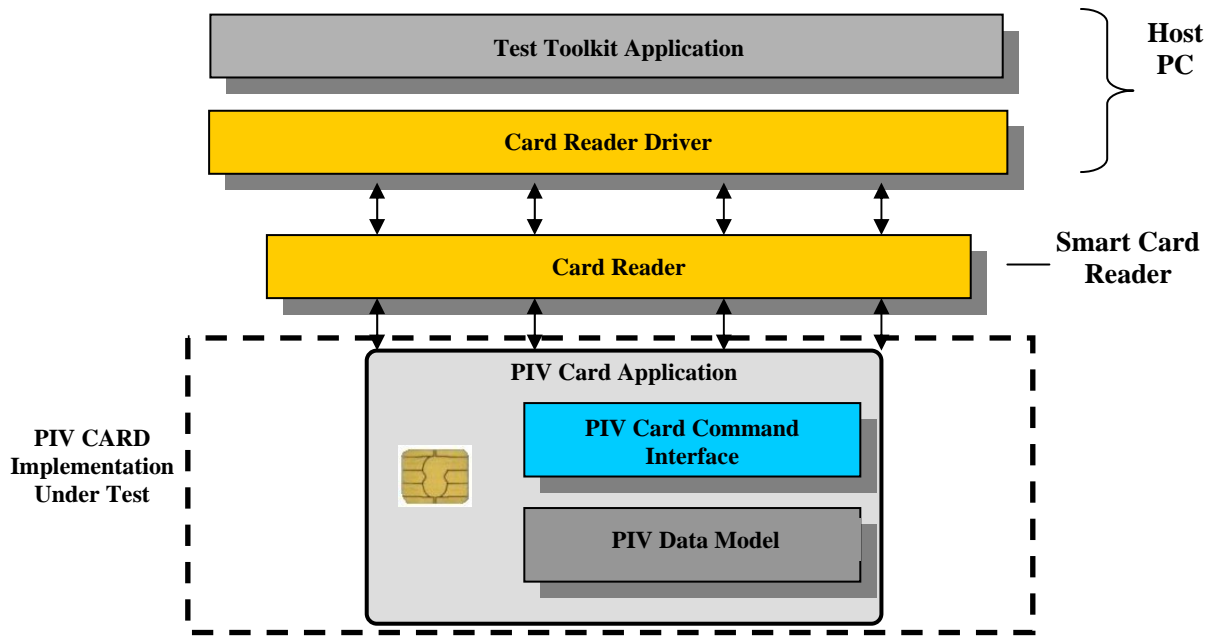 Test Toolkit Application
Host
PC
Card Reader Driver
Smart Card
Reader
Card Reader
PIV Card Application
PIV Card Command
Interface
PIV CARD
Implementation
Under Test
PIV Data Model